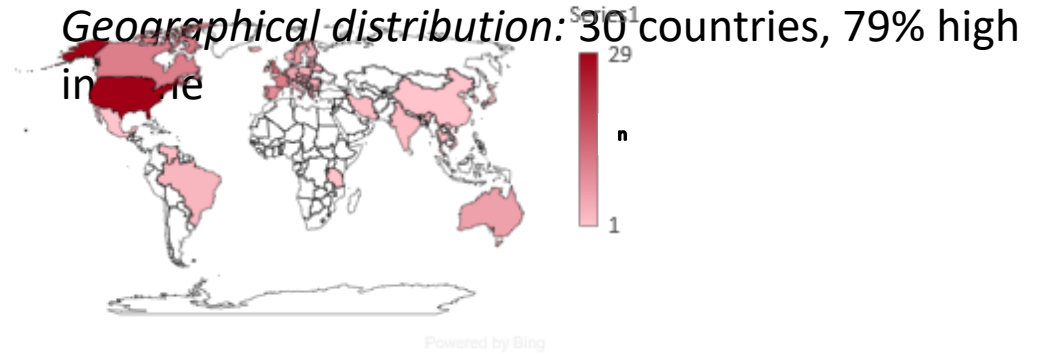 Geographical distribution: 30 countries, 79% high
Series1
29
n
1
Powered by Bing